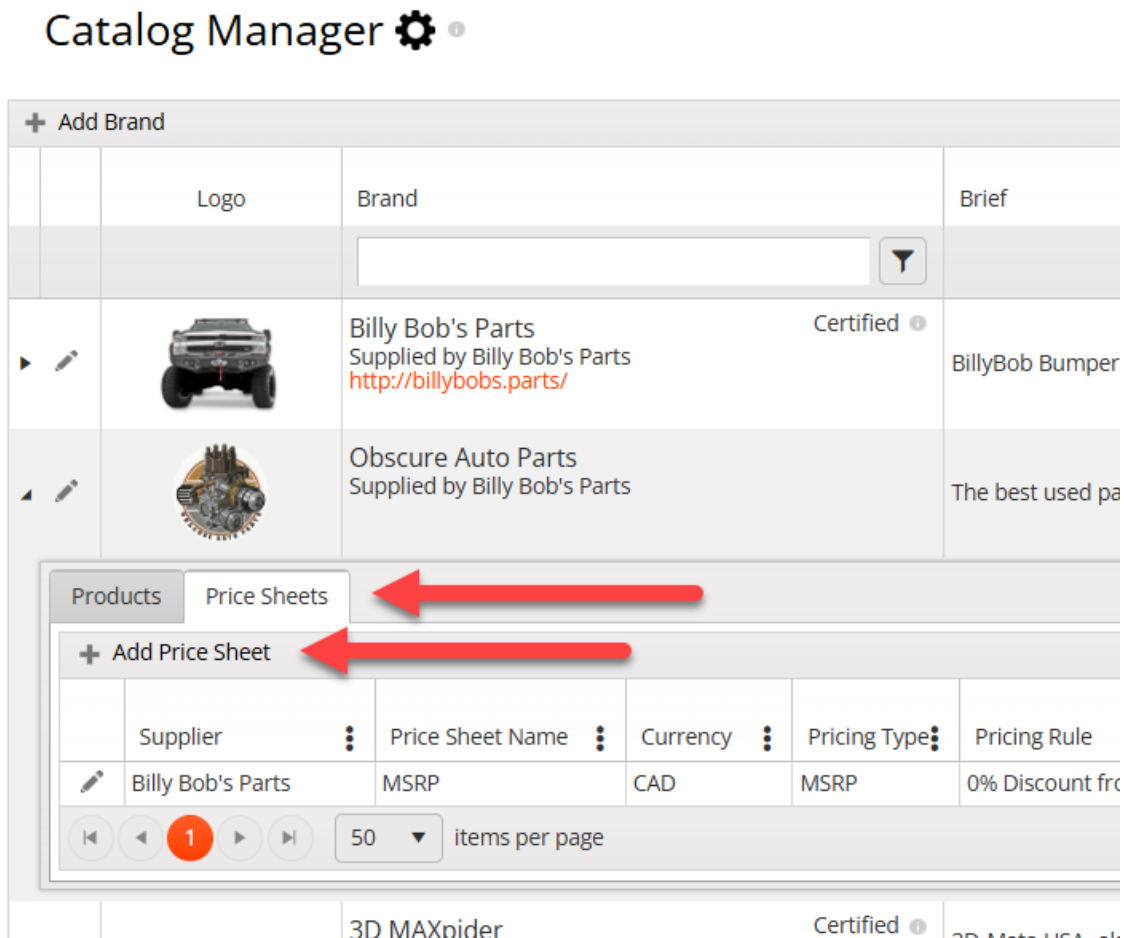 Catalog Manager
Add Brand
Logo Brand Brief
Billy Bob's Parts Certified
Supplied by Billy Bob's Parts
http://billybobs.parts/
BillyBob Bumper
Obscure Auto Parts
Supplied by Billy Bob's Parts
The best used pa
OBSCURE AUTO PARTS
Products Price Sheets
Add Price Sheet
Supplier Price Sheet Name Currency Pricing Type Pricing Rule
Billy Bob's Parts MSRP CAD MSRP 0% Discount fro
1 50 items per page
3D MAXpider Certified